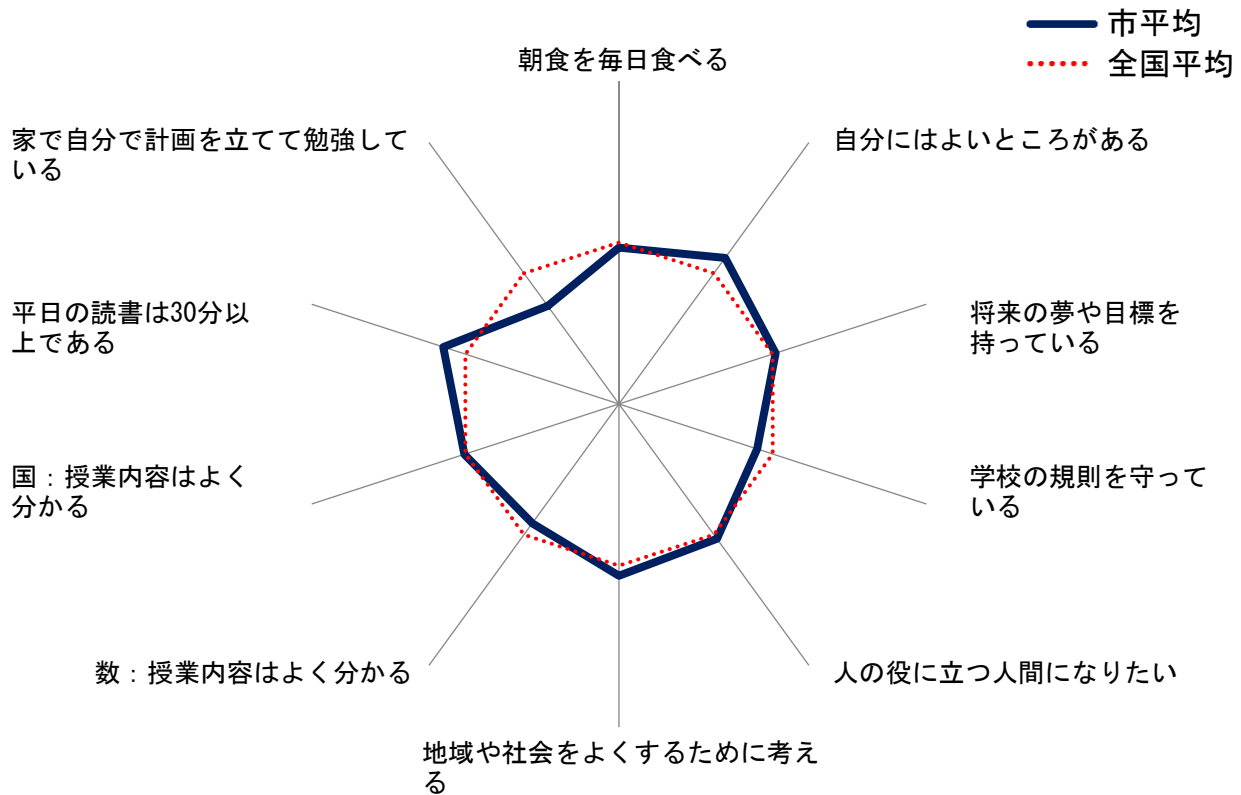 市平均
全国平均
朝食を毎日食べる
自分にはよいところがある
将来の夢や目標を
持っている
学校の規則を守って
いる
人の役に立つ人間になりたい
地域や社会をよくするために考え
る
数：授業内容はよく分かる
国：授業内容はよく
分かる
平日の読書は30分以
上である
家で自分で計画を立てて勉強して
いる